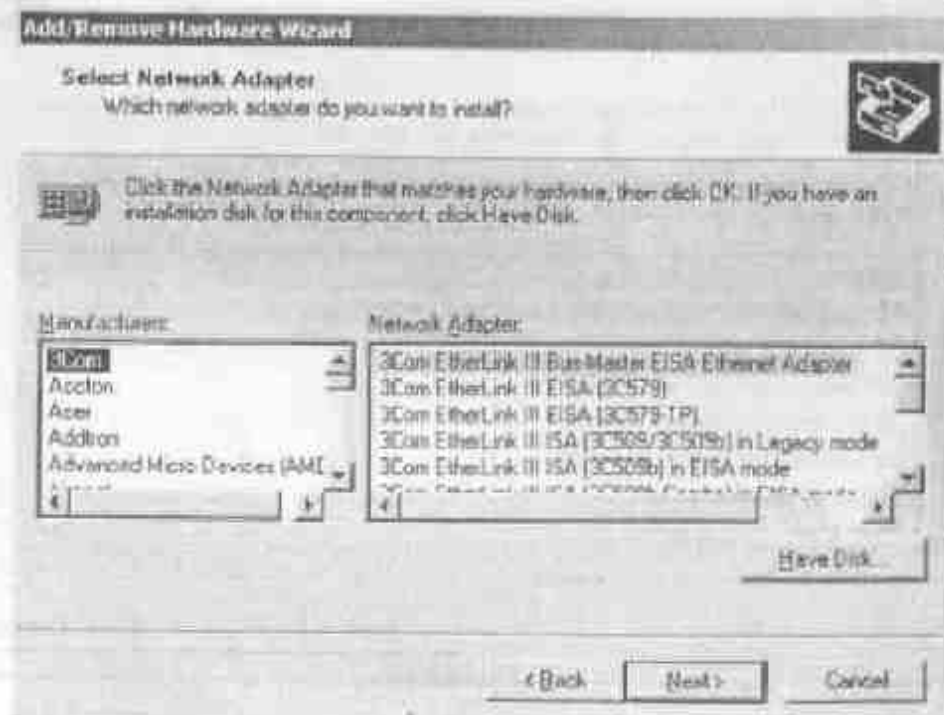 Add/Remove Hardware Wizard
Select Network Adapter
Which network adapter do you want to install?
Click the Network Adapter that matches your hardware, then click OK. If you have an
installation disk for this component, click Have Disk.
Manufacturers:
3Com
Accton
Acer
Addtron
Advanced Micro Devices (AMD
Network Adapter:
3Com EtherLink III Bus-Master EISA Ethernet Adapter
3Com EtherLink III EISA (3C579)
3Com EtherLink III EISA (3C579-TP)
3Com EtherLink III ISA (3C509/3C509b) in Legacy mode
3Com EtherLink III ISA (3C509b) in EISA mode
Have Disk...
< Back
Next >
Cancel